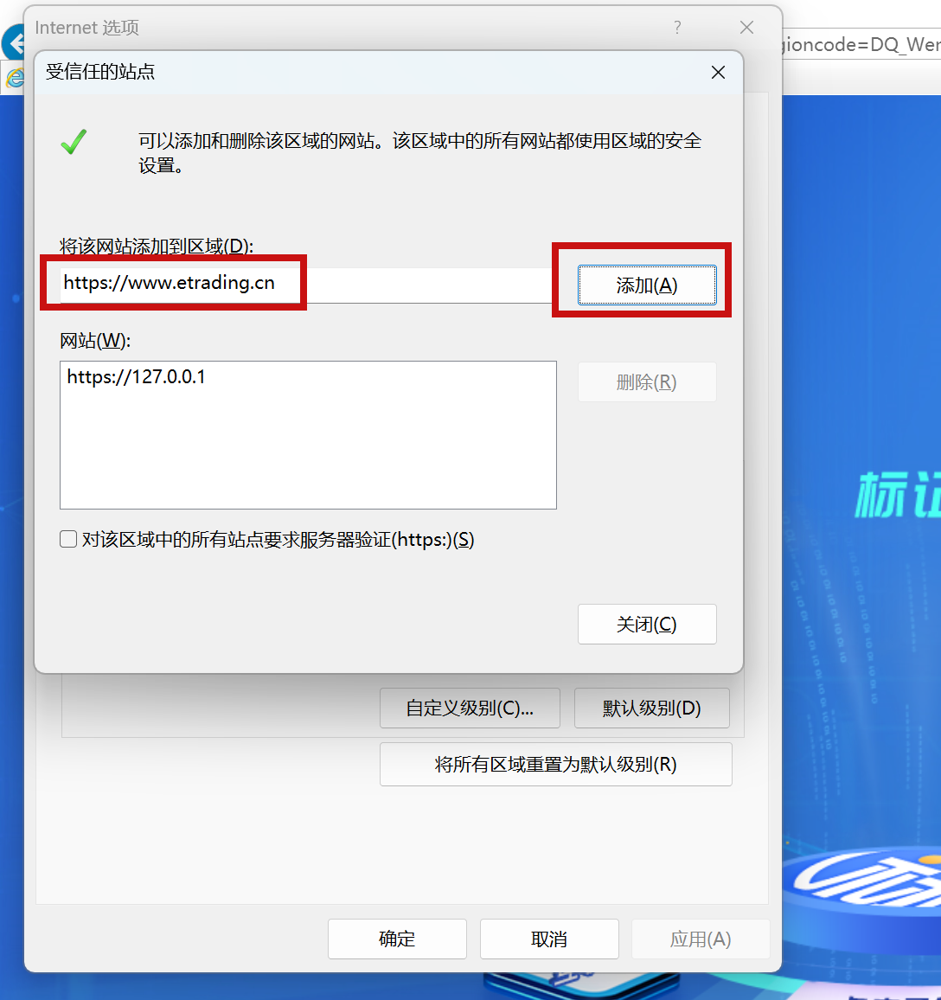 Internet 选项
?
gioncode=DQ_Wen
受信任的站点
可以添加和删除该区域的网站。该区域中的所有网站都使用区域的安全
设置。
将该网站添加到区域(D):
https://www.etrading.cn
添加(A)
网站(W):
https://127.0.0.1
删除(R)
标记
对该区域中的所有站点要求服务器验证(https:)(S)
关闭(C)
自定义级别(C)...
默认级别(D)
将所有区域重置为默认级别(R)
确定
取消
应用(A)